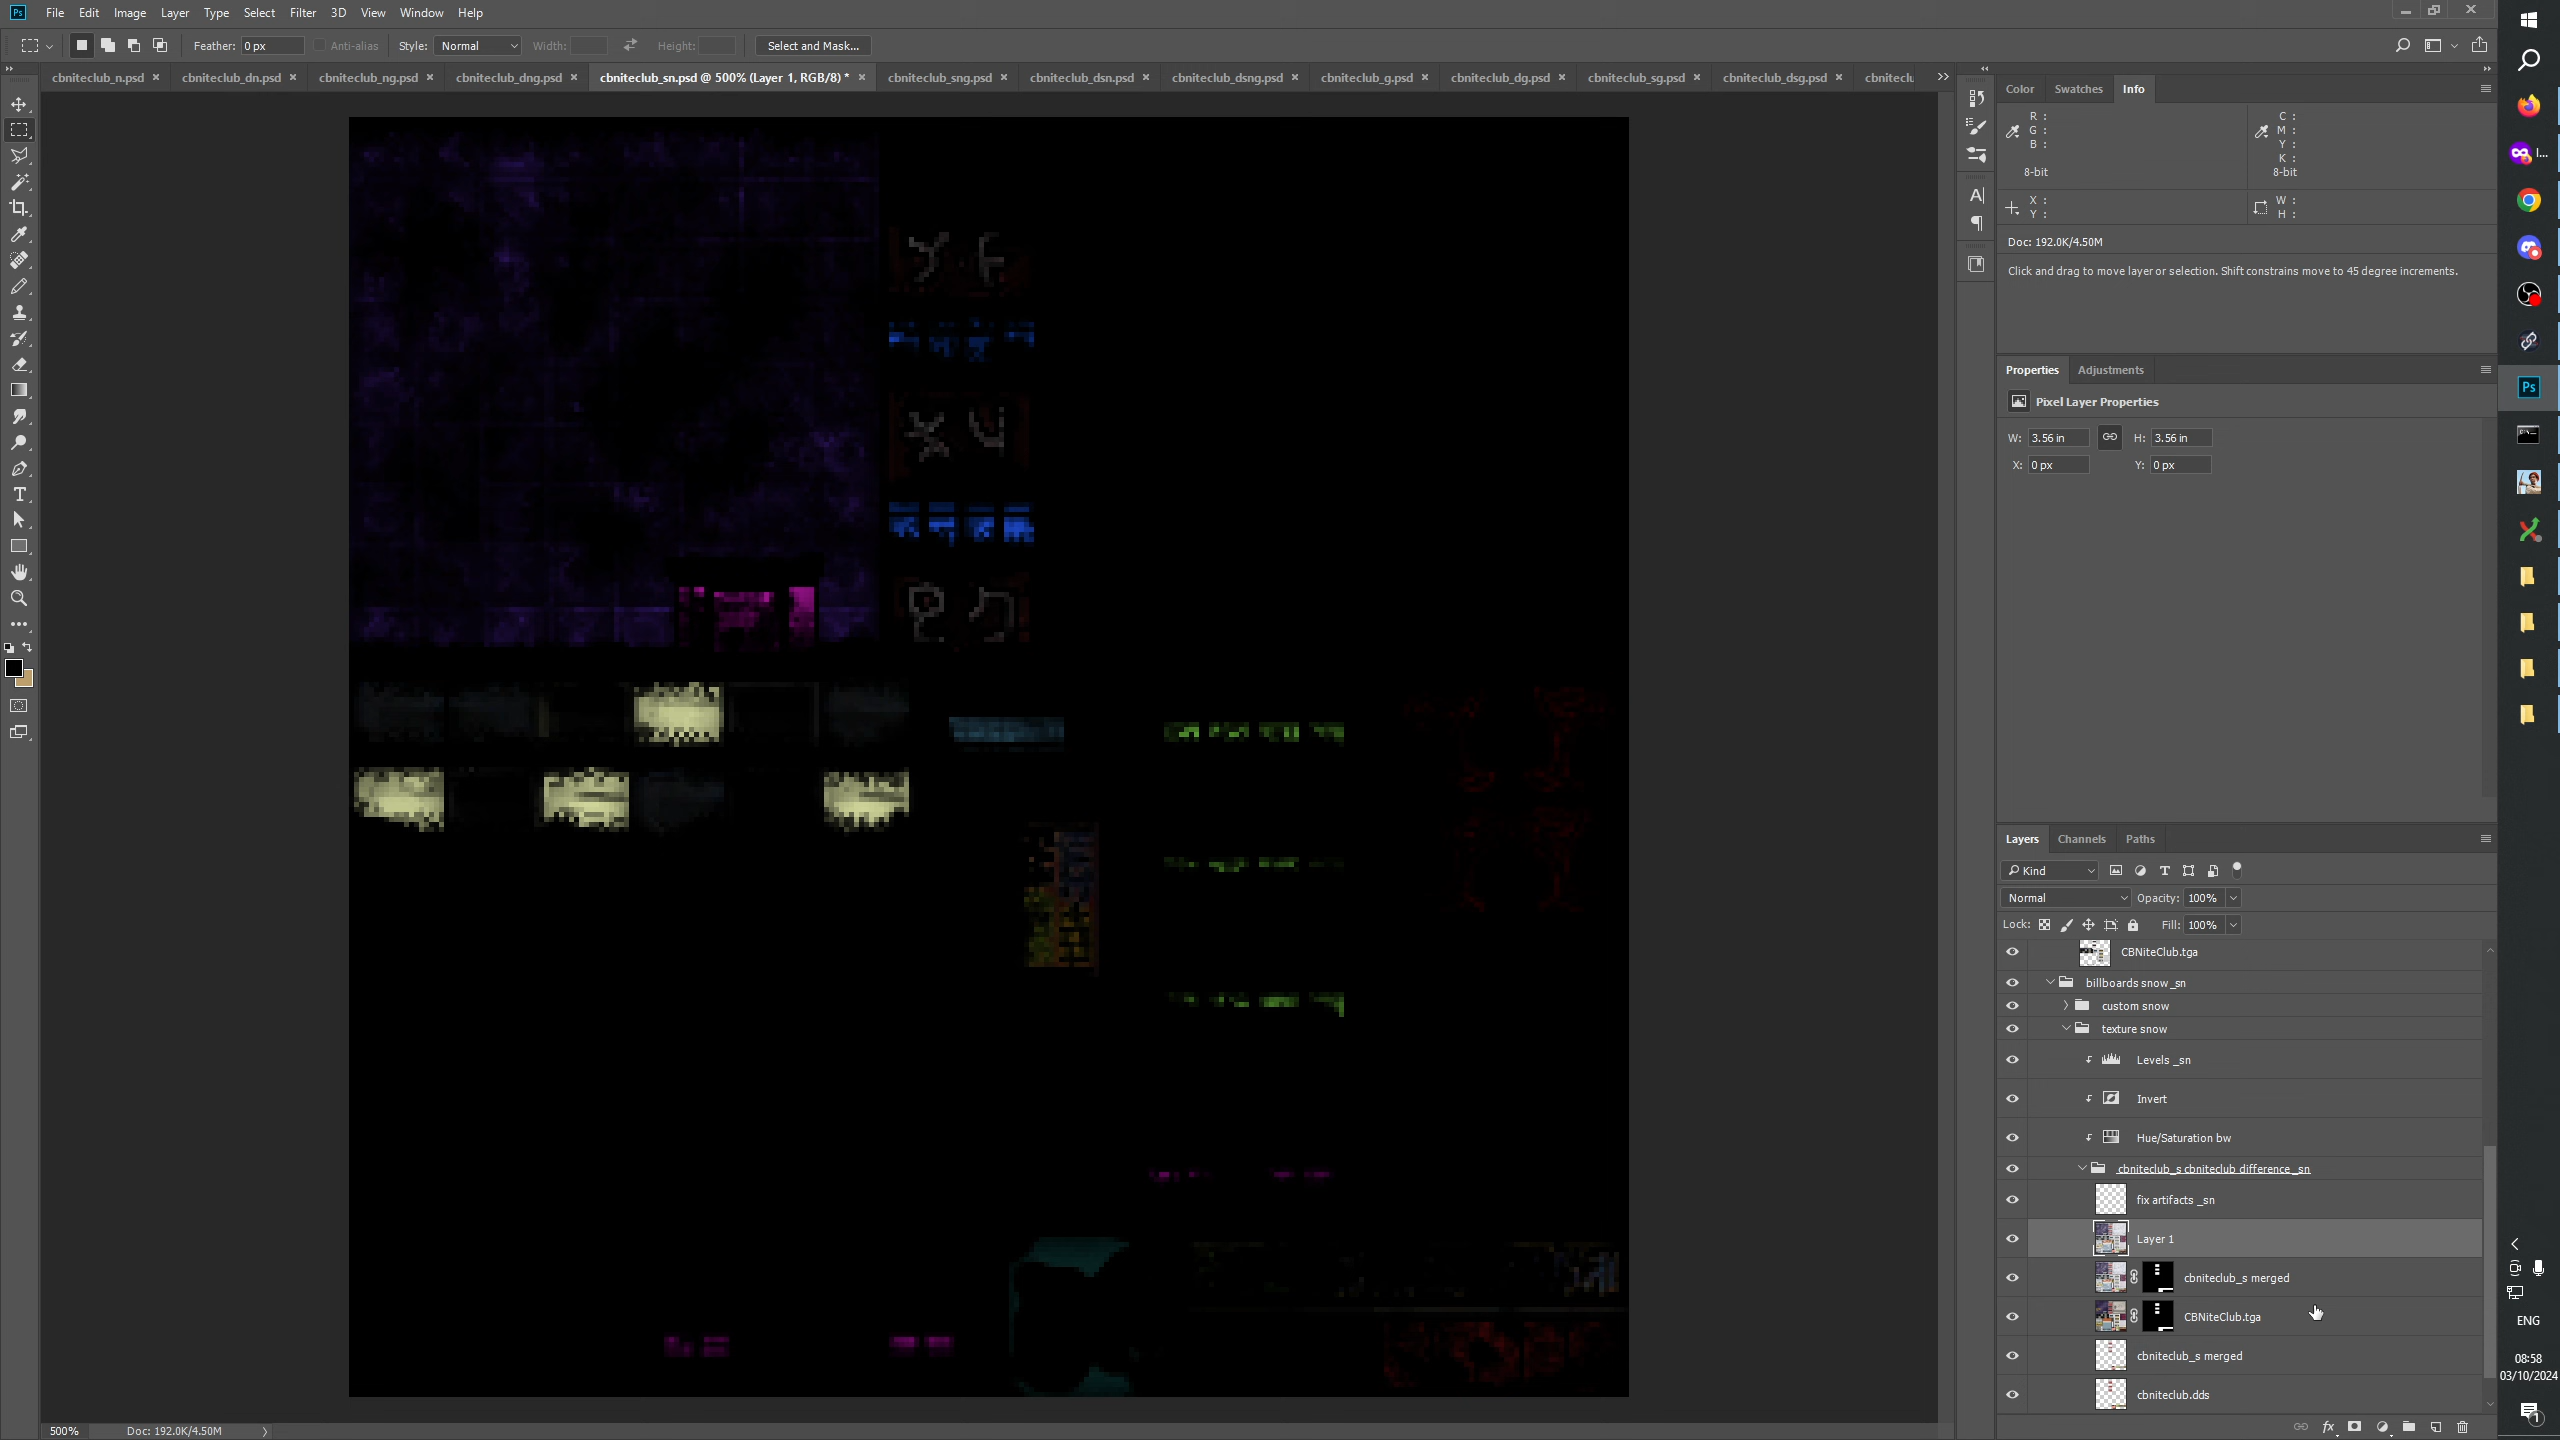 File Edit Image Layer Type Select Filter 3D View Window Help
Feather: 0 px Anti-alias Style: Normal Width: Height: Select and Mask...
cbniteclub_n.psd cbniteclub_dn.psd cbniteclub_ng.psd cbniteclub_dng.psd cbniteclub_sn.psd @ 500% (Layer 1, RGB/8) * cbniteclub_sng.psd cbniteclub_dsn.psd cbniteclub_dsng.psd cbniteclub_g.psd cbniteclub_dg.psd cbniteclub_sg.psd cbniteclub_dsg.psd cbniteclu
Color Swatches Info
R : C :
G : M :
B : Y :
K :
8-bit 8-bit
X : W :
Y : H :
Doc: 192.0K/4.50M
Click and drag to move layer or selection. Shift constrains move to 45 degree increments.
Properties Adjustments
Pixel Layer Properties
W: 3.56 in H: 3.56 in
X: 0 px Y: 0 px
Layers Channels Paths
Kind
Normal Opacity: 100%
Lock: Fill: 100%
CBNiteClub.tga
billboards snow _sn
custom snow
texture snow
Levels _sn
Invert
Hue/Saturation bw
cbniteclub_s cbniteclub difference _sn
fix artifacts _sn
Layer 1
cbniteclub_s merged
CBNiteClub.tga
cbniteclub_s merged
cbniteclub.dds
500% Doc: 192.0K/4.50M
ENG
08:58
03/10/2024